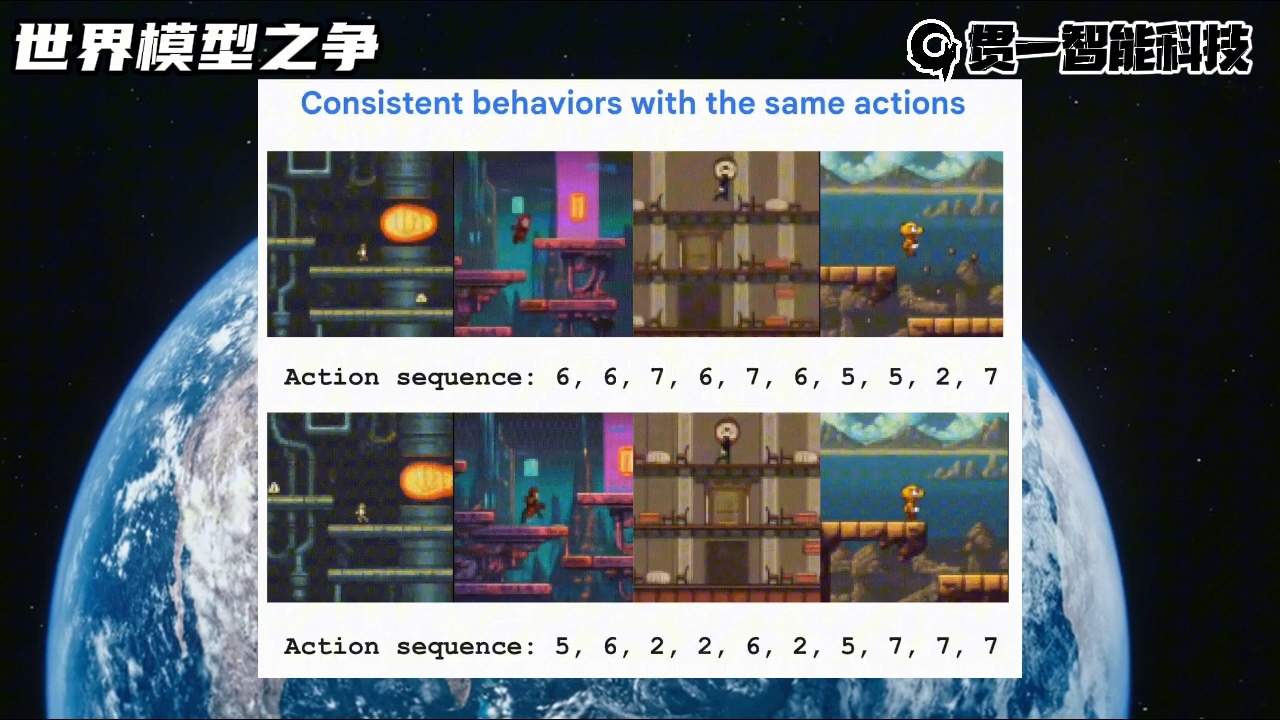 世界模型之争
贯一智能科技
Consistent behaviors with the same actions
Action sequence: 6, 6, 7, 6, 7, 6, 5, 5, 2, 7
Action sequence: 5, 6, 2, 2, 6, 2, 5, 7, 7, 7